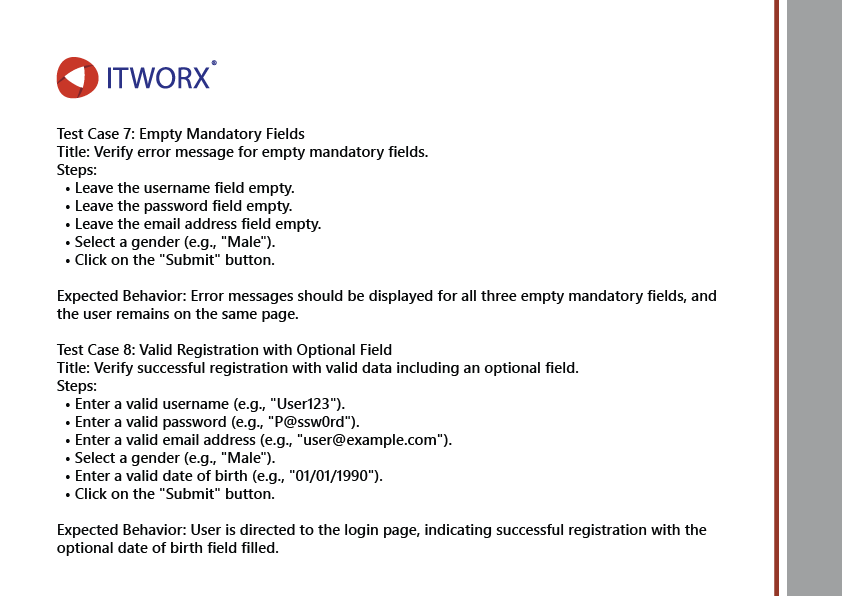 ITWORX®
Test Case 7: Empty Mandatory Fields
Title: Verify error message for empty mandatory fields.
Steps:
• Leave the username field empty.
• Leave the password field empty.
• Leave the email address field empty.
• Select a gender (e.g., "Male").
• Click on the "Submit" button.
Expected Behavior: Error messages should be displayed for all three empty mandatory fields, and
the user remains on the same page.
Test Case 8: Valid Registration with Optional Field
Title: Verify successful registration with valid data including an optional field.
Steps:
• Enter a valid username (e.g., "User123").
• Enter a valid password (e.g., "P@ssw0rd").
• Enter a valid email address (e.g., "user@example.com").
• Select a gender (e.g., "Male").
• Enter a valid date of birth (e.g., "01/01/1990").
• Click on the "Submit" button.
Expected Behavior: User is directed to the login page, indicating successful registration with the
optional date of birth field filled.